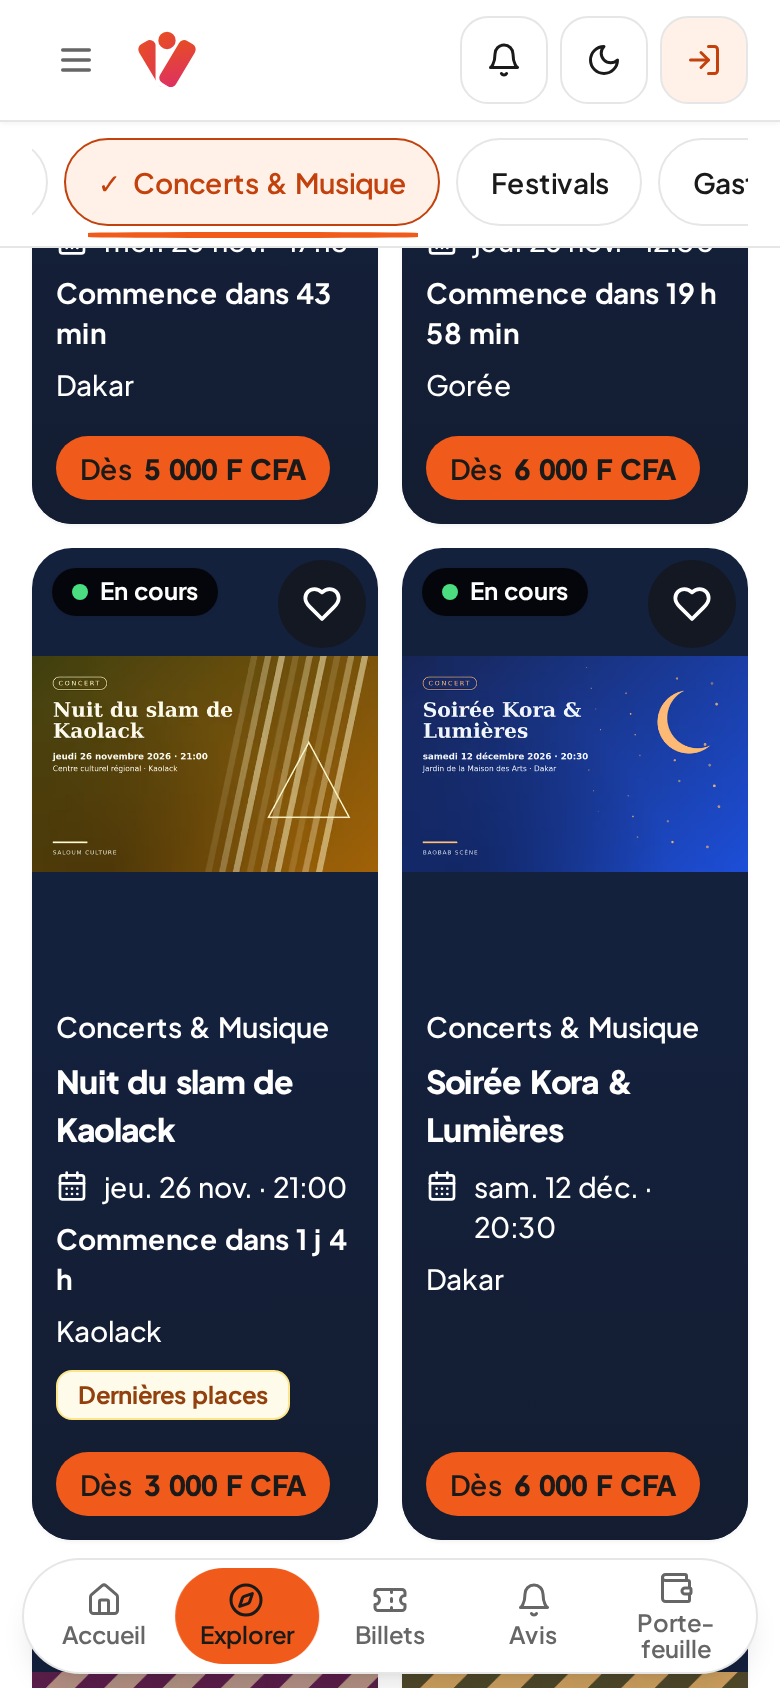 ✓ Concerts & Musique
Festivals
Commence dans 43
min
Dakar
Dès 5 000 F CFA
Commence dans 19 h
58 min
Gorée
Dès 6 000 F CFA
En cours
CONCERT
Nuit du slam de
Kaolack
jeudi 26 novembre 2026 · 21:00
Centre culturel régional · Kaolack
SALOUM CULTURE
Concerts & Musique
Nuit du slam de
Kaolack
jeu. 26 nov. · 21:00
Commence dans 1 j 4
h
Kaolack
Dernières places
Dès 3 000 F CFA
En cours
CONCERT
Soirée Kora &
Lumières
samedi 12 décembre 2026 · 20:30
Jardin de la Maison des Arts · Dakar
BAOBAB SCÈNE
Concerts & Musique
Soirée Kora &
Lumières
sam. 12 déc. ·
20:30
Dakar
Dès 6 000 F CFA
Accueil
Explorer
Billets
Avis
Porte-
feuille